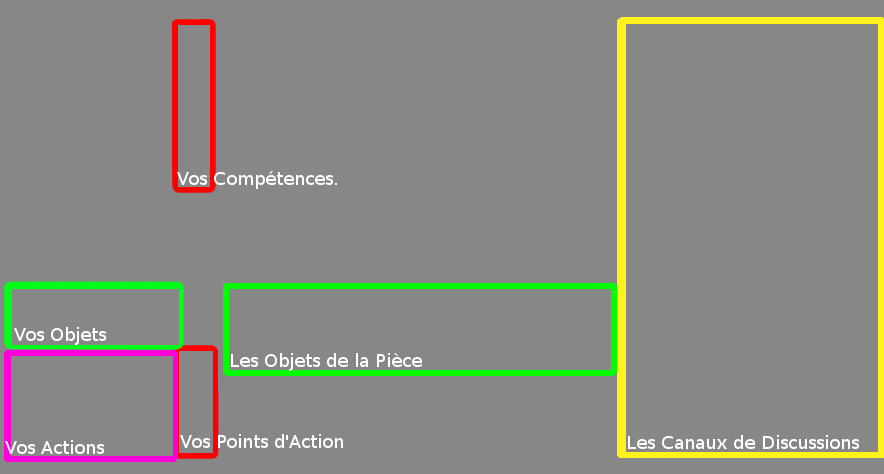 Vos Compétences.
Vos Objets
Les Objets de la Pièce
Vos Actions
Vos Points d'Action
Les Canaux de Discussions